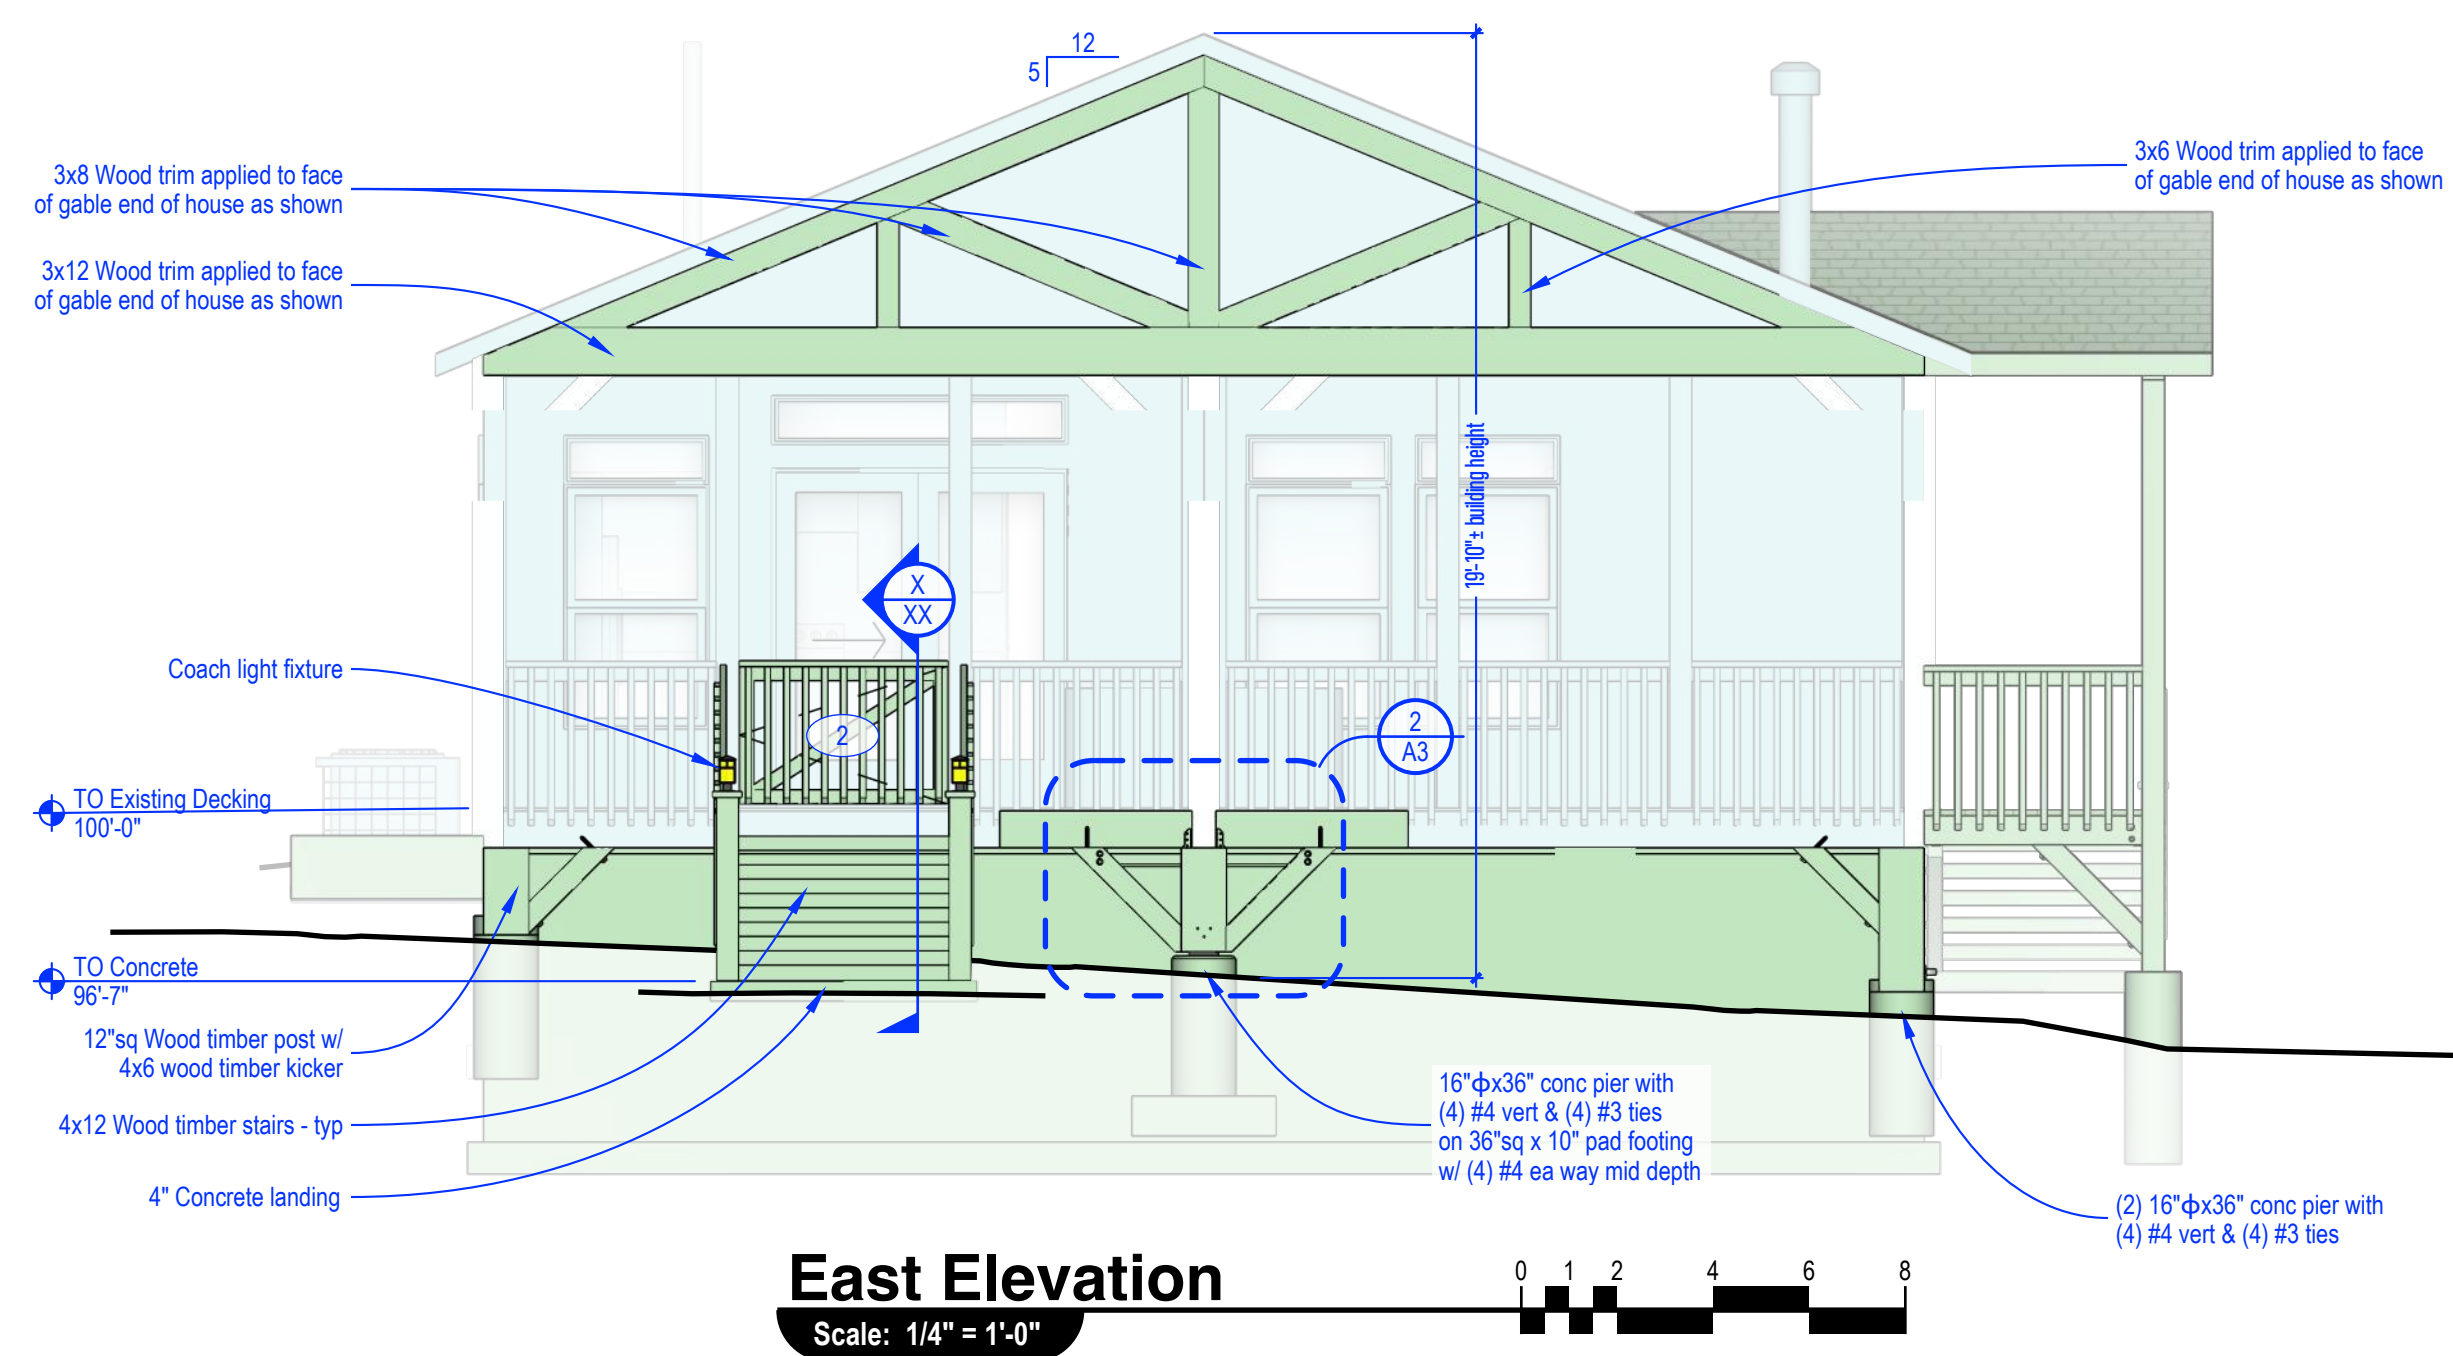 12
5
3x8 Wood trim applied to face
of gable end of house as shown
3x6 Wood trim applied to face
of gable end of house as shown
3x12 Wood trim applied to face
of gable end of house as shown
19'-10"± building height
X
XX
Coach light fixture
2
2
A3
TO Existing Decking
100'-0"
TO Concrete
96'-7"
12"sq Wood timber post w/
4x6 wood timber kicker
4x12 Wood timber stairs - typ
4" Concrete landing
16"ϕx36" conc pier with
(4) #4 vert & (4) #3 ties
on 36"sq x 10" pad footing
w/ (4) #4 ea way mid depth
(2) 16"ϕx36" conc pier with
(4) #4 vert & (4) #3 ties
East Elevation
Scale: 1/4" = 1'-0"
0 1 2 4 6 8